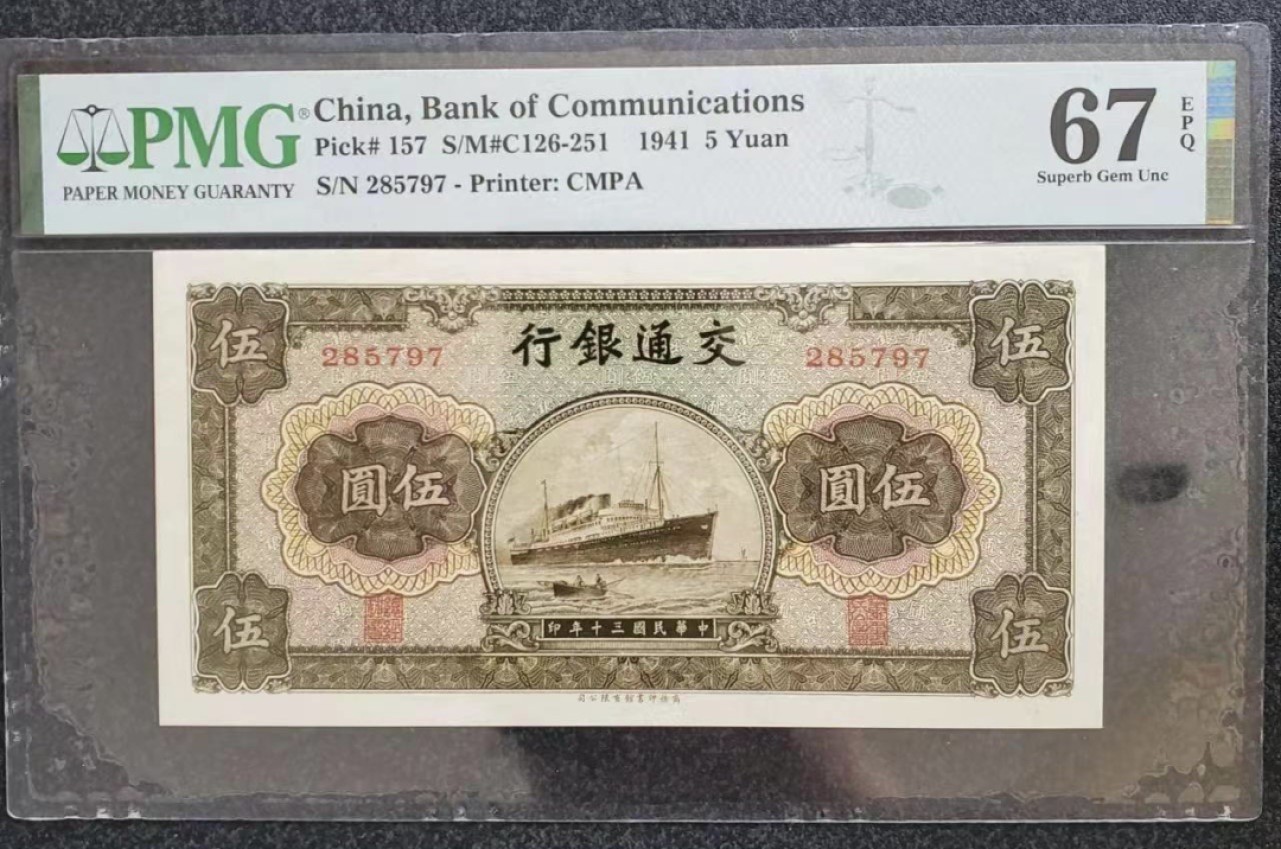 PMG®
PAPER MONEY GUARANTY
China, Bank of Communications
Pick# 157 S/M#C126-251 1941 5 Yuan
S/N 285797 - Printer: CMPA
67
EPQ
Superb Gem Unc
伍
285797
行銀通交
285797
伍
圓伍
圓伍
伍
印年十三國民華中
伍